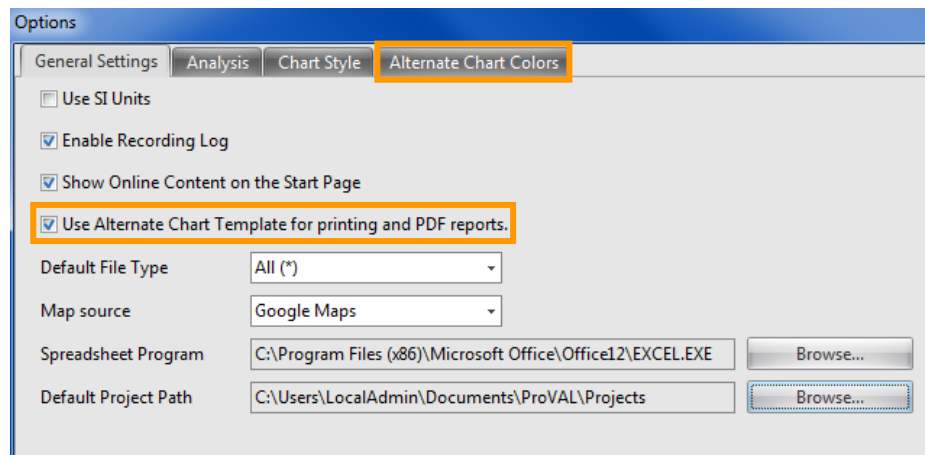 Options
General Settings Analysis Chart Style Alternate Chart Colors
Use SI Units
Enable Recording Log
Show Online Content on the Start Page
Use Alternate Chart Template for printing and PDF reports.
Default File Type All (*)
Map source Google Maps
Spreadsheet Program C:\Program Files (x86)\Microsoft Office\Office12\EXCEL.EXE Browse...
Default Project Path C:\Users\LocalAdmin\Documents\ProVAL\Projects Browse...